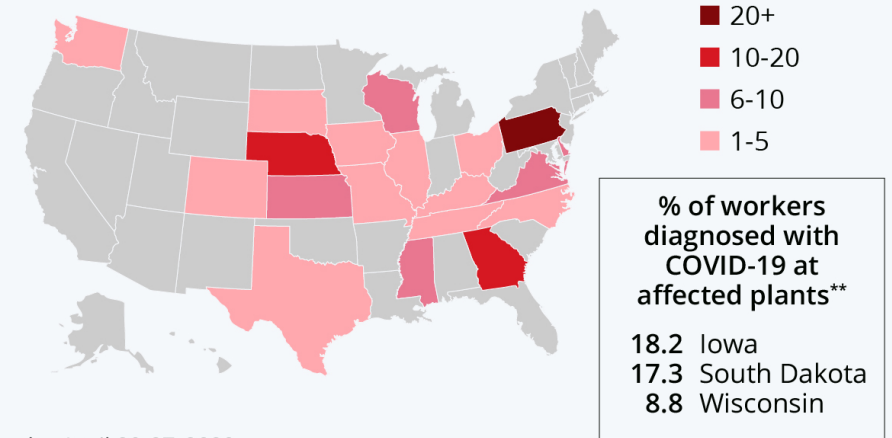 20+
10-20
6-10
1-5
% of workers
diagnosed with
COVID-19 at
affected plants**
18.2 Iowa
17.3 South Dakota
8.8 Wisconsin